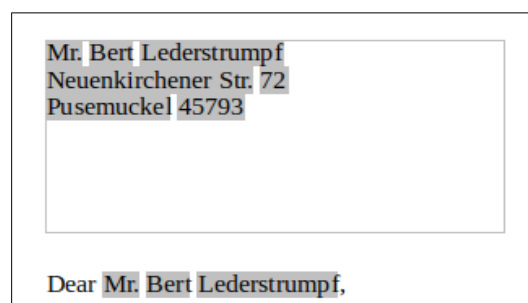 Mr. Bert Lederstrumpf
Neuenkirchener Str. 72
Pusemuckel 45793
Dear Mr. Bert Lederstrumpf,